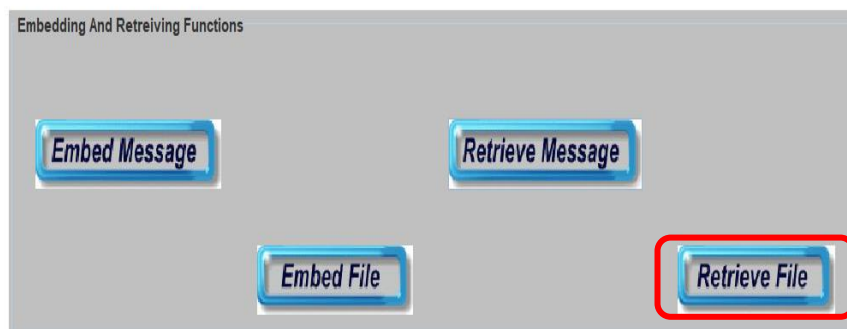 Embedding And Retreiving Functions
Embed Message
Retrieve Message
Embed File
Retrieve File